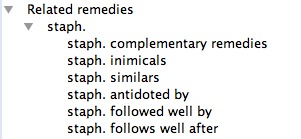 Related remedies
staph.
staph. complementary remedies
staph. inimicals
staph. similars
staph. antidoted by
staph. followed well by
staph. follows well after